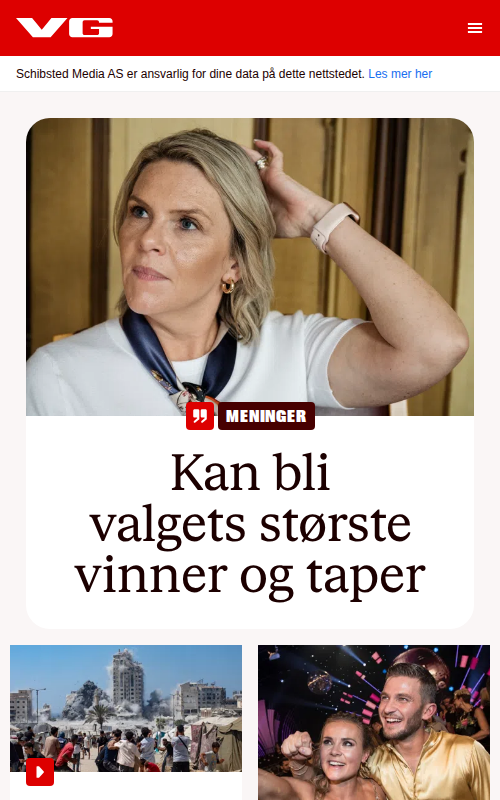 VG
Schibsted Media AS er ansvarlig for dine data på dette nettstedet. Les mer her
MENINGER
Kan bli
valgets største
vinner og taper